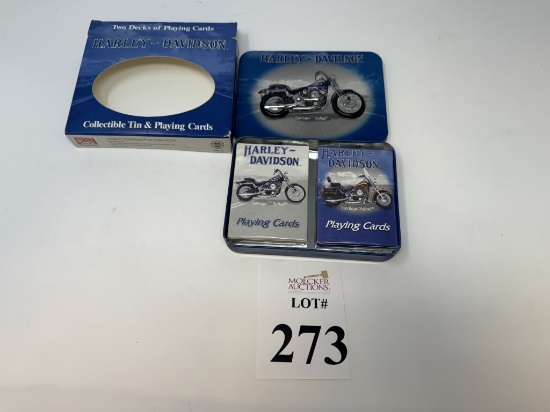 Two Decks of Playing Cards
HARLEY-DAVIDSON
Collectible Tin & Playing Cards
HARLEY-DAVIDSON
HARLEY-
DAVIDSON
Playing Cards
HARLEY-
DAVIDSON
Playing Cards
MOECKER
AUCTIONS
LOT#
273